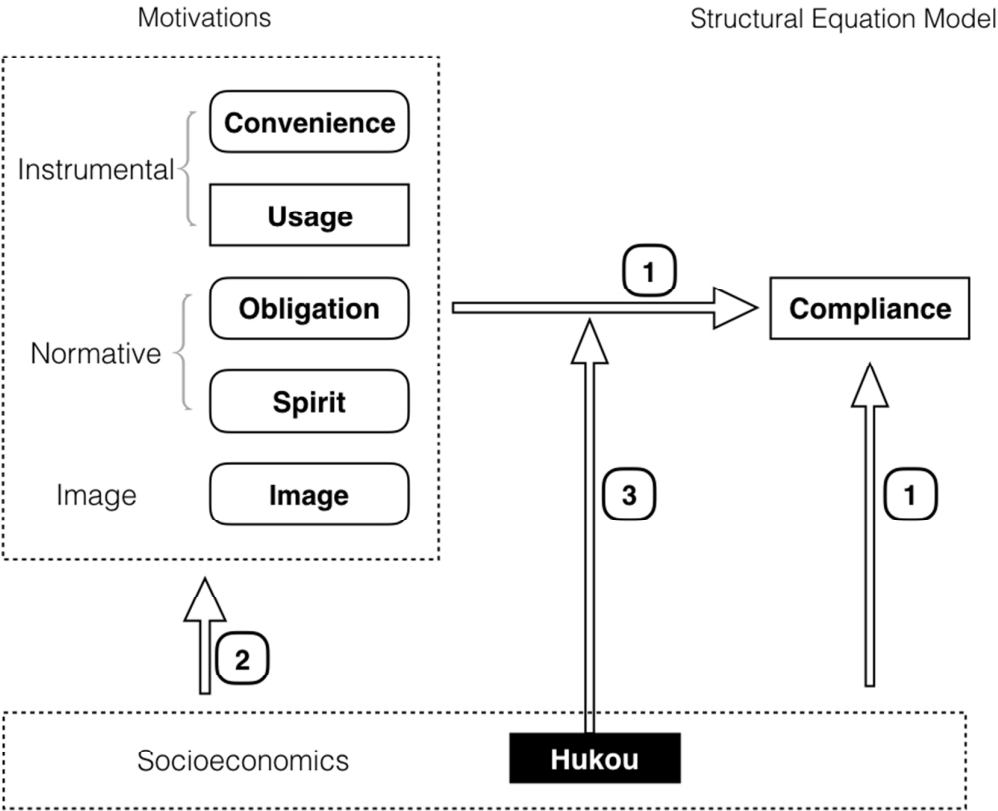 Motivations
Structural Equation Model
Convenience
Instrumental
Usage
1
Obligation
Compliance
Normative
Spirit
Image
Image
3
1
2
Socioeconomics
Hukou